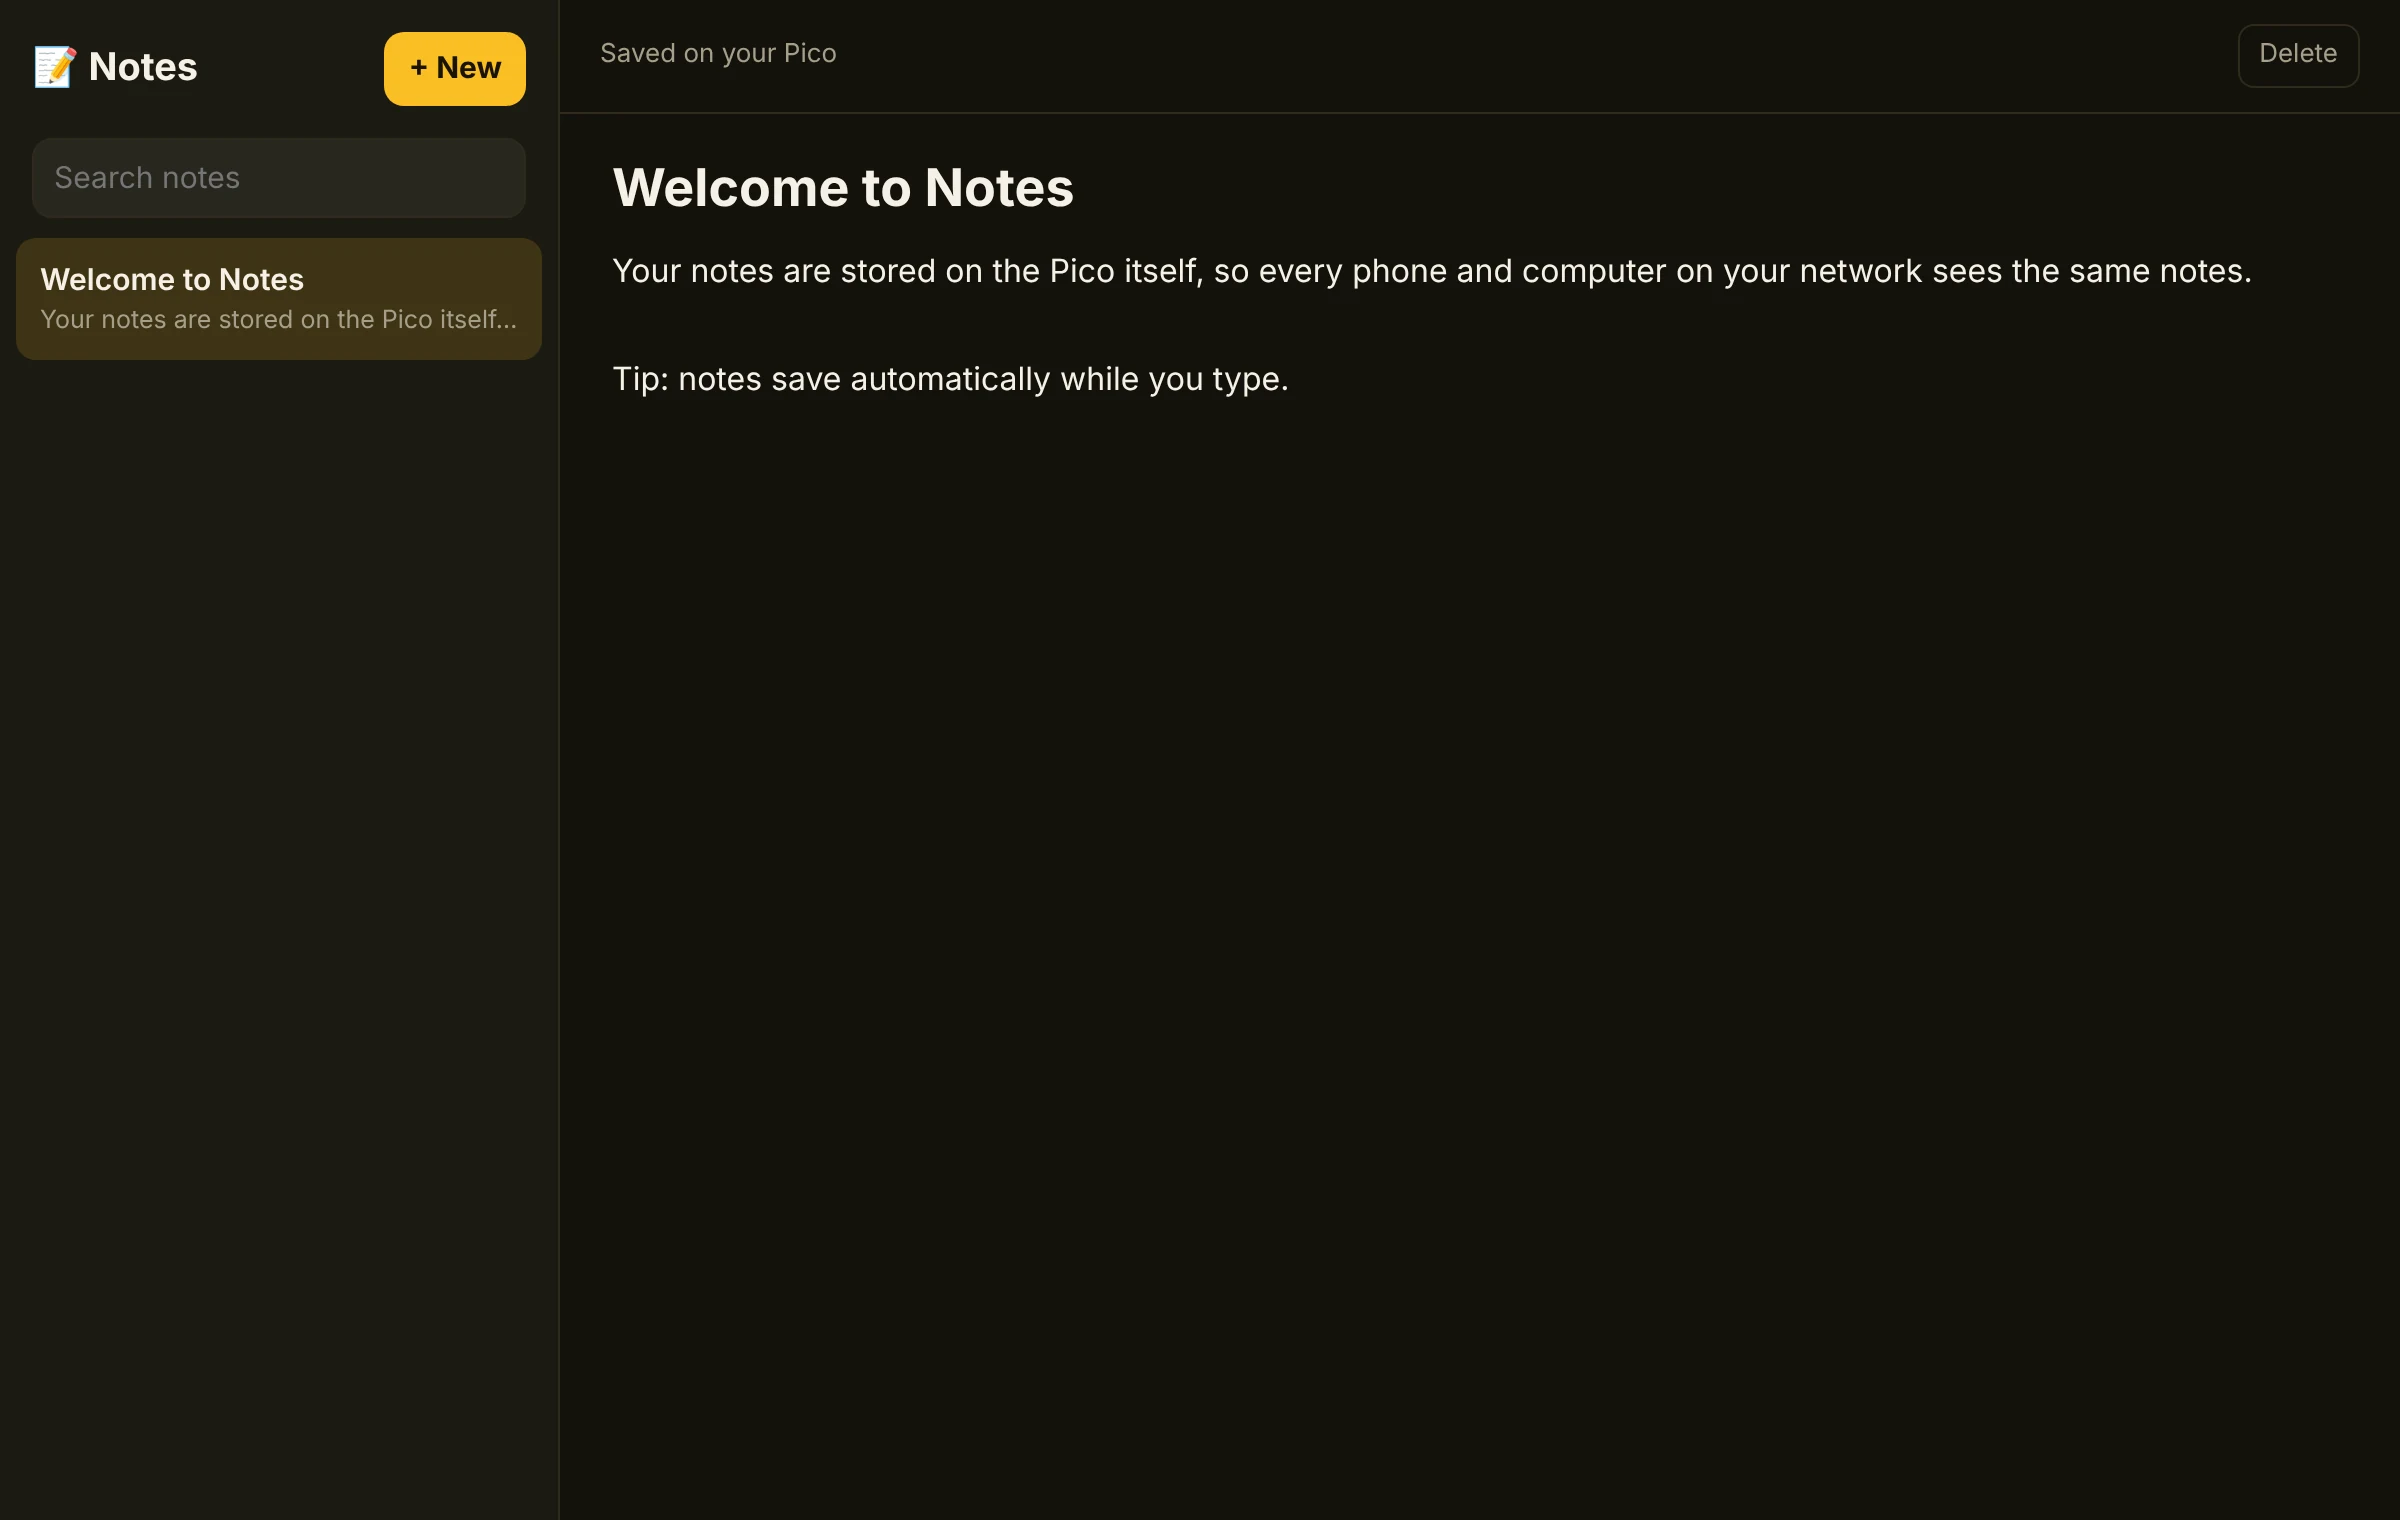 📝 Notes
+ New
Search notes
Welcome to Notes
Your notes are stored on the Pico itself...
Saved on your Pico
Delete
Welcome to Notes
Your notes are stored on the Pico itself, so every phone and computer on your network sees the same notes.
Tip: notes save automatically while you type.